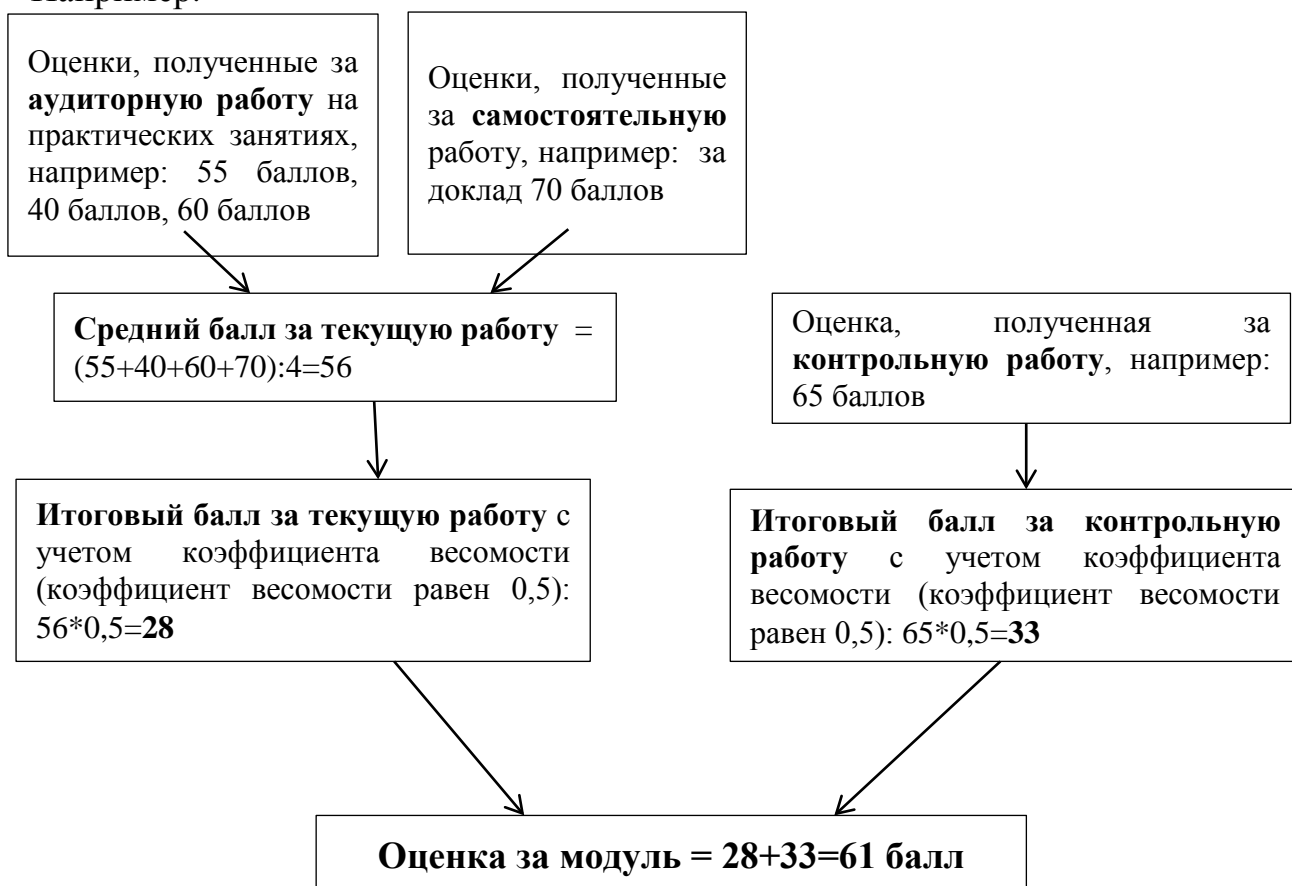 Например:
Оценки, полученные за
аудиторную работу на
практических занятиях,
например: 55 баллов,
40 баллов, 60 баллов
Оценки, полученные
за самостоятельную
работу, например: за
доклад 70 баллов
Средний балл за текущую работу =
(55+40+60+70):4=56
Оценка, полученная за
контрольную работу, например:
65 баллов
Итоговый балл за текущую работу с
учетом коэффициента весомости
(коэффициент весомости равен 0,5):
56*0,5=28
Итоговый балл за контрольную
работу с учетом коэффициента
весомости (коэффициент весомости
равен 0,5): 65*0,5=33
Оценка за модуль = 28+33=61 балл